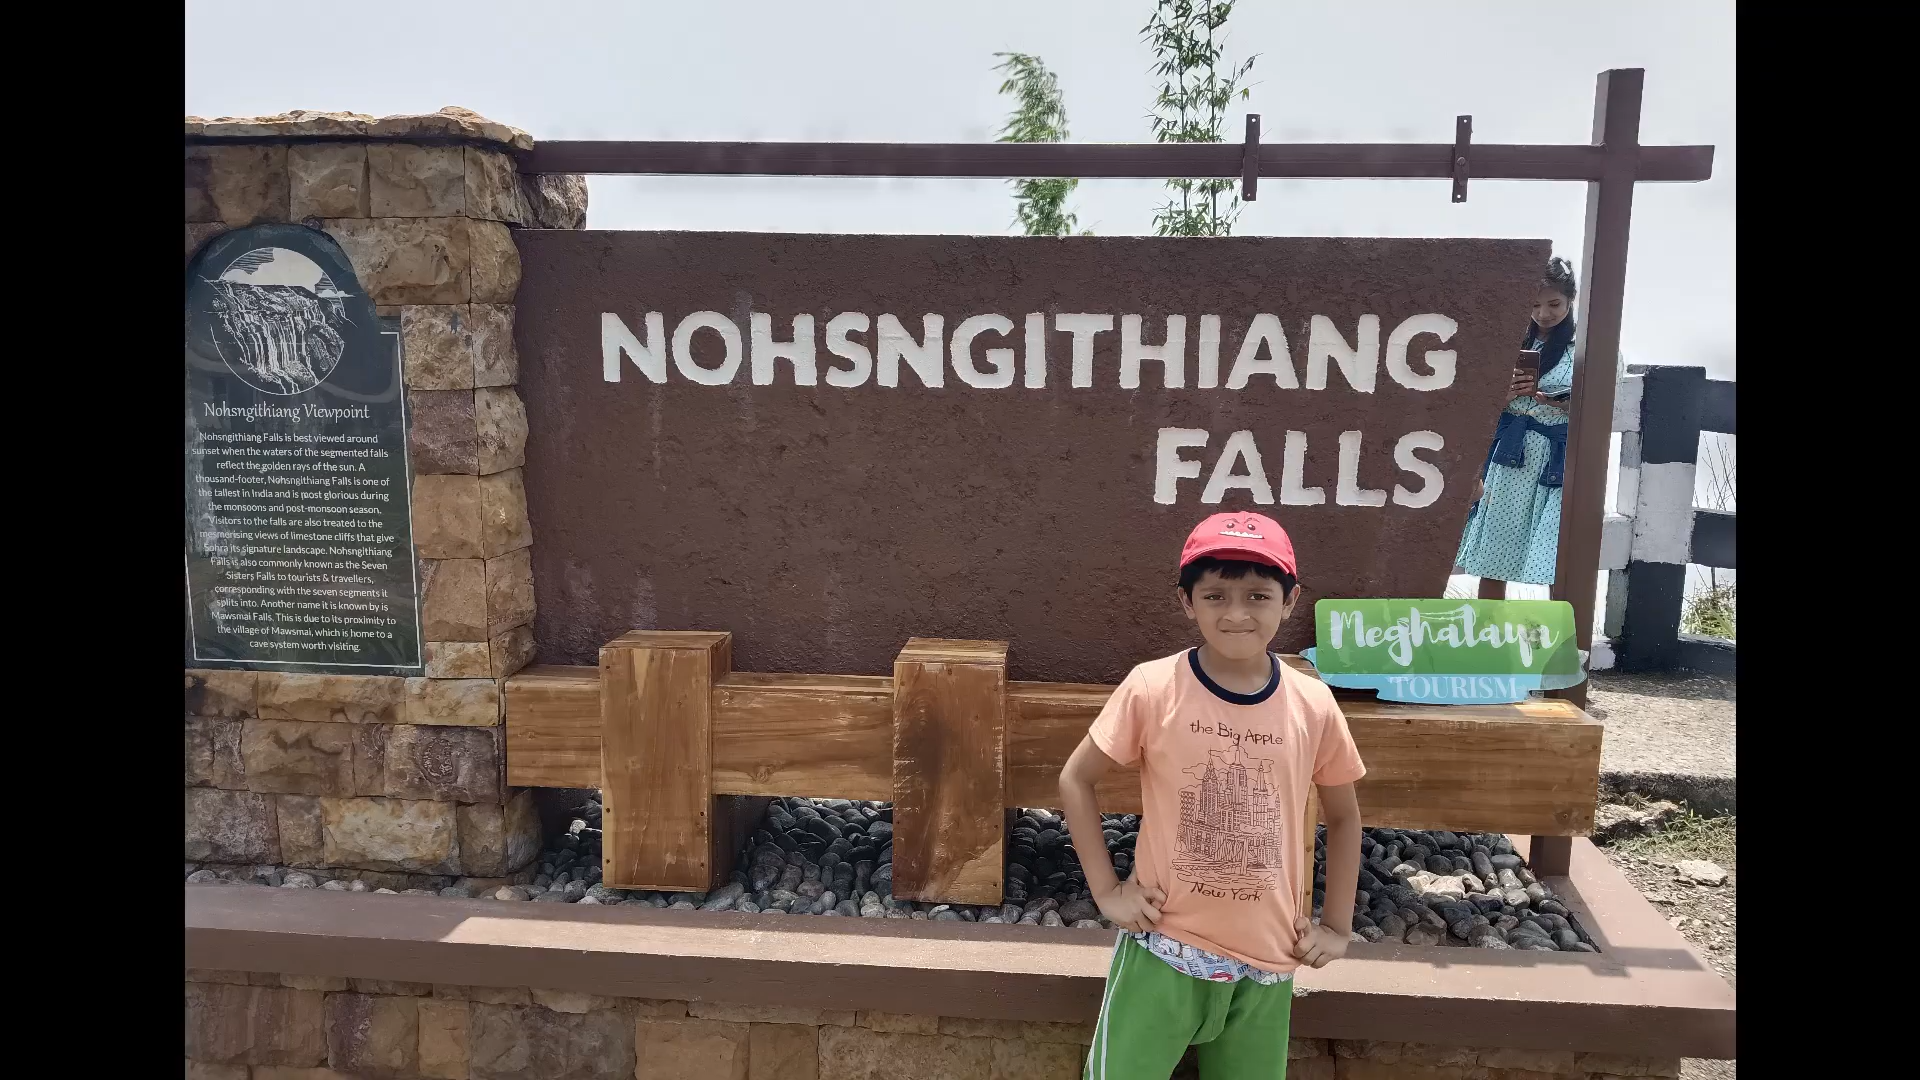 NOHSNGITHIANG
FALLS
Nohsngithiang Viewpoint
Nohsngithiang Falls is best viewed around
sunset when the waters of the segmented falls
reflect the golden rays of the sun. A
thousand-footer, Nohsngithiang Falls is one of
the tallest in India and is most glorious during
the monsoons and post-monsoon season.
Visitors to the falls are also treated to the
mesmerising views of limestone cliffs that give
Sohra its signature landscape. Nohsngithiang
Falls is also commonly known as the Seven
Sisters Falls to tourists & travellers,
corresponding with the seven segments it
splits into. Another name it is known by is
Mawsmai Falls. This is due to its proximity to
the village of Mawsmai, which is home to a
cave system worth visiting.
Meghalaya
TOURISM
the Big APPLE
New York